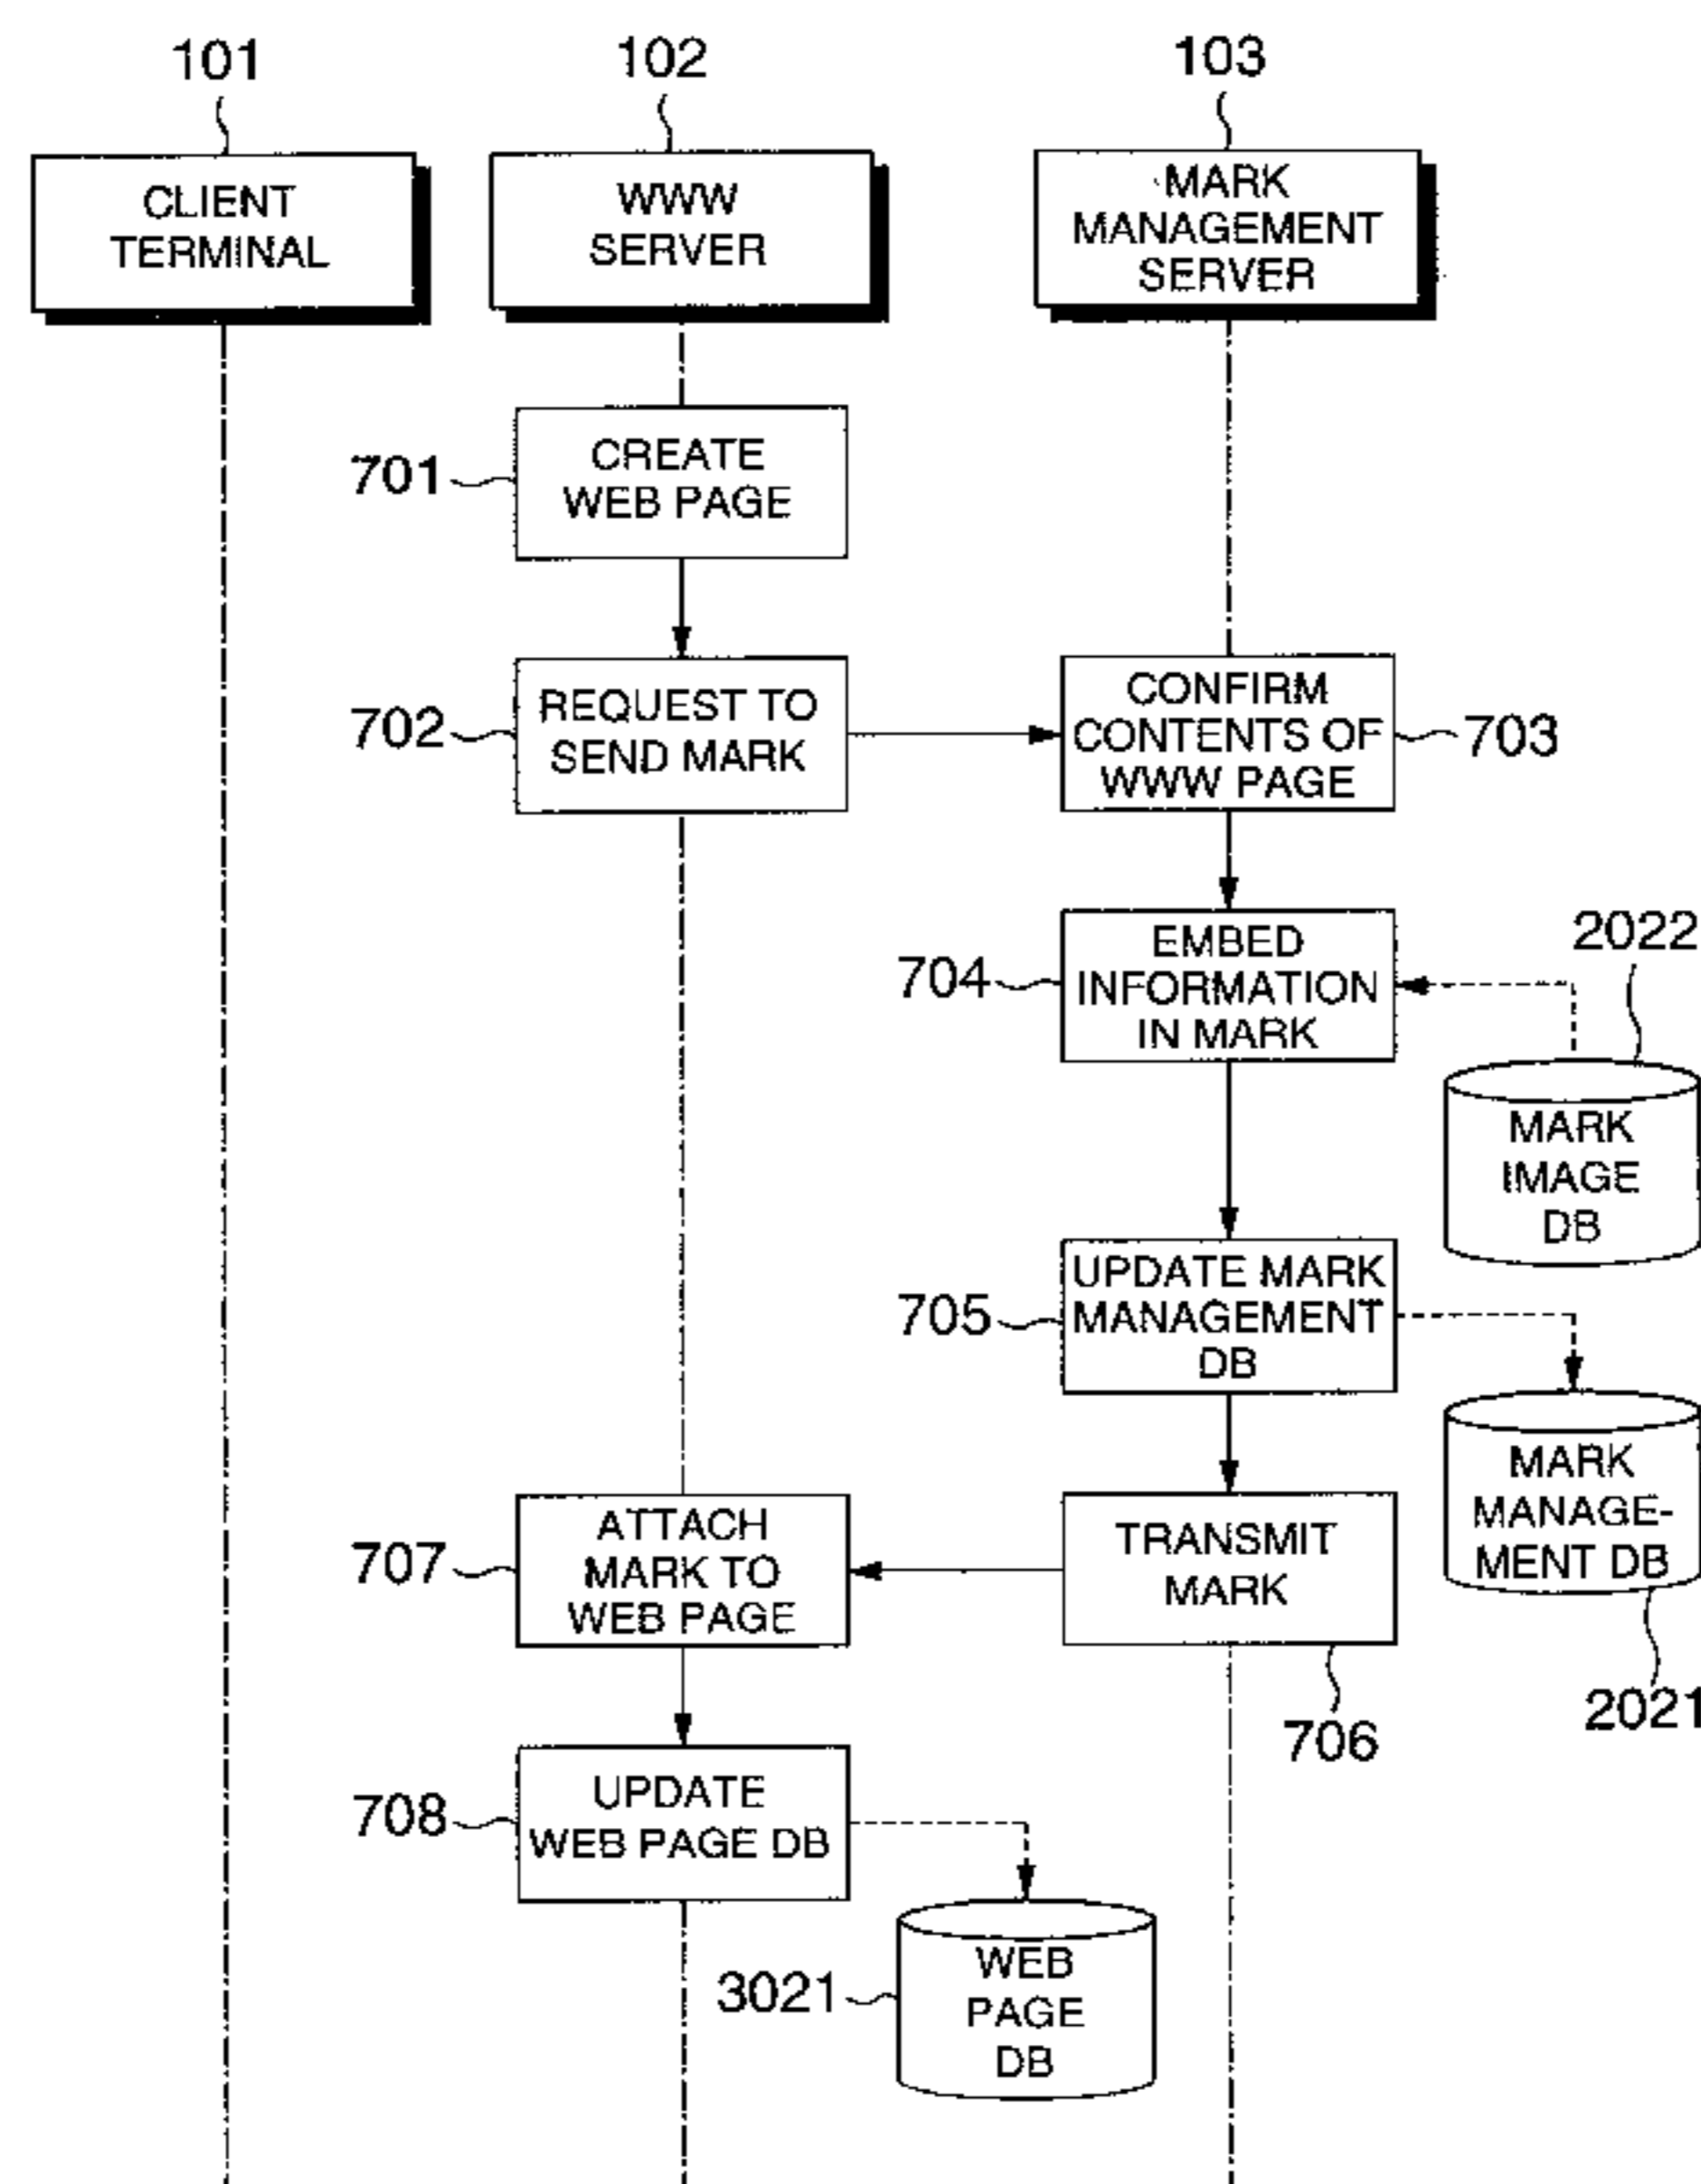 101
102
103
CLIENT
TERMINAL
WWW
SERVER
MARK
MANAGEMENT
SERVER
701
CREATE
WEB PAGE
702
REQUEST TO
SEND MARK
CONFIRM
CONTENTS OF
WWW PAGE
703
704
EMBED
INFORMATION
IN MARK
2022
MARK
IMAGE
DB
705
UPDATE MARK
MANAGEMENT
DB
MARK
MANAGE-
MENT DB
2021
707
ATTACH
MARK TO
WEB PAGE
TRANSMIT
MARK
706
708
UPDATE
WEB PAGE DB
3021
WEB
PAGE
DB